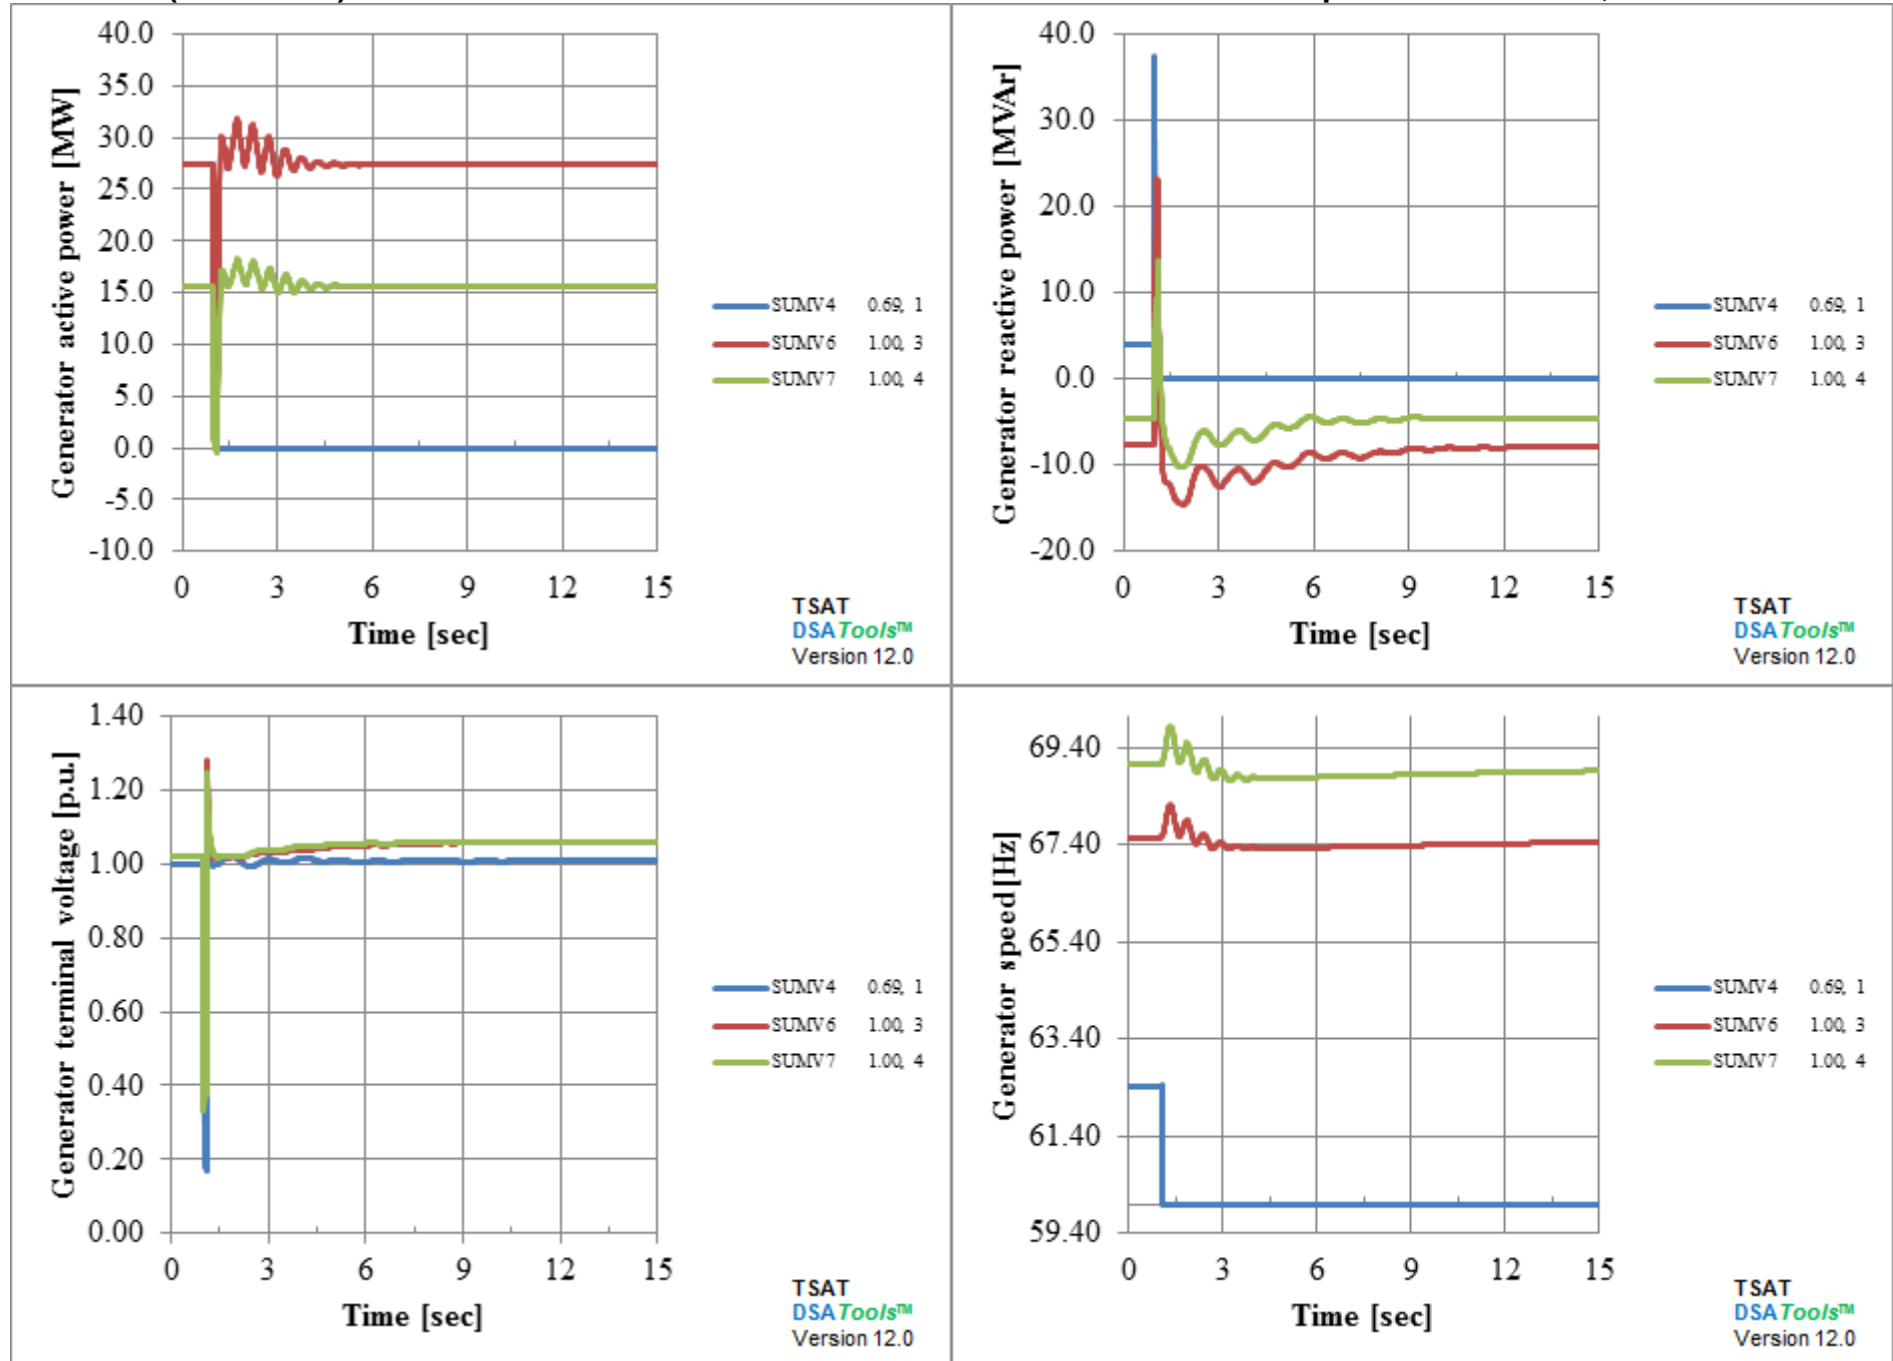 40.0
35.0
30.0
25.0
20.0
15.0
10.0
5.0
0.0
-5.0
-10.0
Generator active power [MW]
0 3 6 9 12 15
Time [sec]
SUMV4 0.69, 1
SUMV6 1.00, 3
SUMV7 1.00, 4
TSAT
DSATools™
Version 12.0
40.0
30.0
20.0
10.0
0.0
-10.0
-20.0
Generator reactive power [MVAr]
0 3 6 9 12 15
Time [sec]
SUMV4 0.69, 1
SUMV6 1.00, 3
SUMV7 1.00, 4
TSAT
DSATools™
Version 12.0
1.40
1.20
1.00
0.80
0.60
0.40
0.20
0.00
Generator terminal voltage [p.u.]
0 3 6 9 12 15
Time [sec]
SUMV4 0.69, 1
SUMV6 1.00, 3
SUMV7 1.00, 4
TSAT
DSATools™
Version 12.0
69.40
67.40
65.40
63.40
61.40
59.40
Generator speed [Hz]
0 3 6 9 12 15
Time [sec]
SUMV4 0.69, 1
SUMV6 1.00, 3
SUMV7 1.00, 4
TSAT
DSATools™
Version 12.0